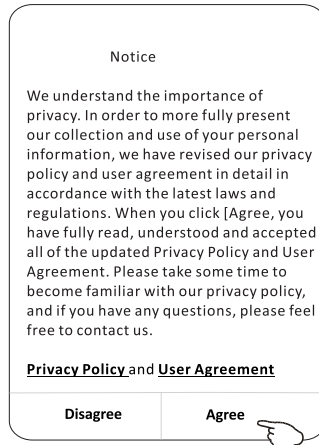 Notice
We understand the importance of
privacy. In order to more fully present
our collection and use of your personal
information, we have revised our privacy
policy and user agreement in detail in
accordance with the latest laws and
regulations. When you click [Agree, you
have fully read, understood and accepted
all of the updated Privacy Policy and User
Agreement. Please take some time to
become familiar with our privacy policy,
and if you have any questions, please feel
free to contact us.
Privacy Policy and User Agreement
Disagree Agree